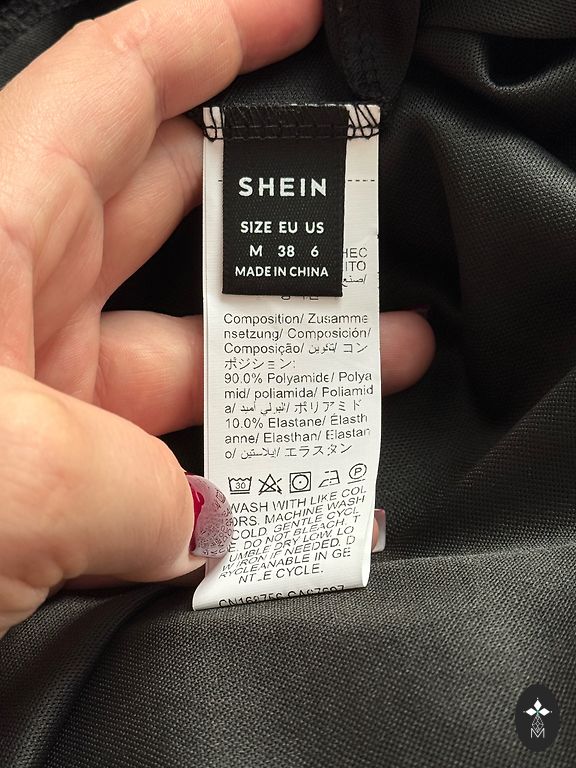 SHEIN
SIZE EU US
M 38 6
MADE IN CHINA
Composition/ Zusamme
nsetzung/ Composición/
Composição/ تكوين/ コン
ポジション:
90.0% Polyamide/ Polya
mid/ poliamida/ Poliamid
a/ بولي أميد/ ポリアミド
10.0% Elastane/ Élasth
anne/ Elasthan/ Elastan
o/ إيلاستين/ エラスタン
30
P
WASH WITH LIKE COL
ORS. MACHINE WASH
COLD. GENTLE CYCL
E. DO NOT BLEACH. T
UMBLE DRY LOW. LO
W IRON IF NEEDED. D
RYCLEANABLE IN GE
NTLE CYCLE.
M